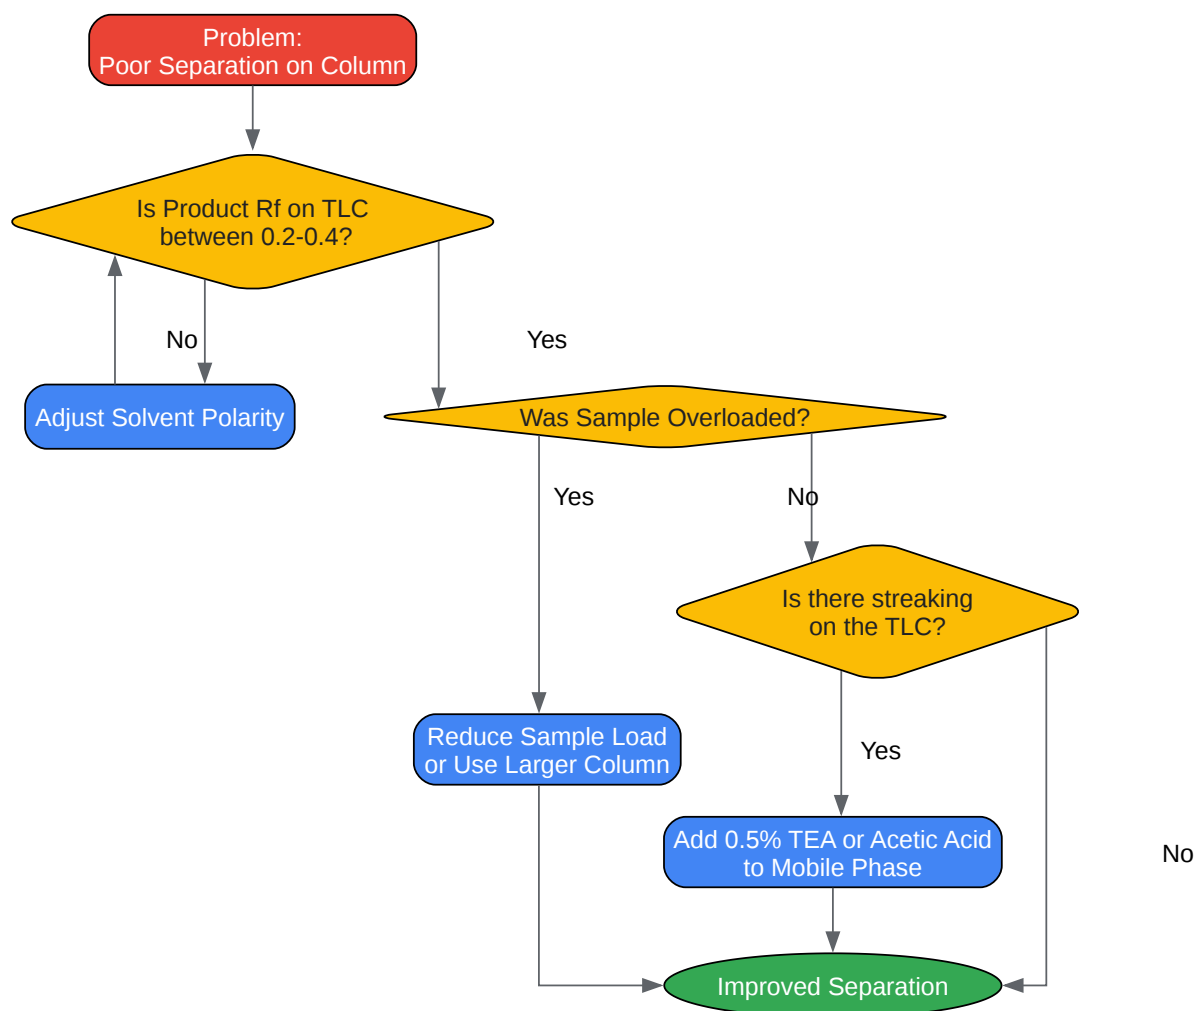 Problem:
Poor Separation on Column
Is Product Rf on TLC
between 0.2-0.4?
No
Yes
Adjust Solvent Polarity
Was Sample Overloaded?
Yes
No
Is there streaking
on the TLC?
Reduce Sample Load
or Use Larger Column
Yes
Add 0.5% TEA or Acetic Acid
to Mobile Phase
No
Improved Separation